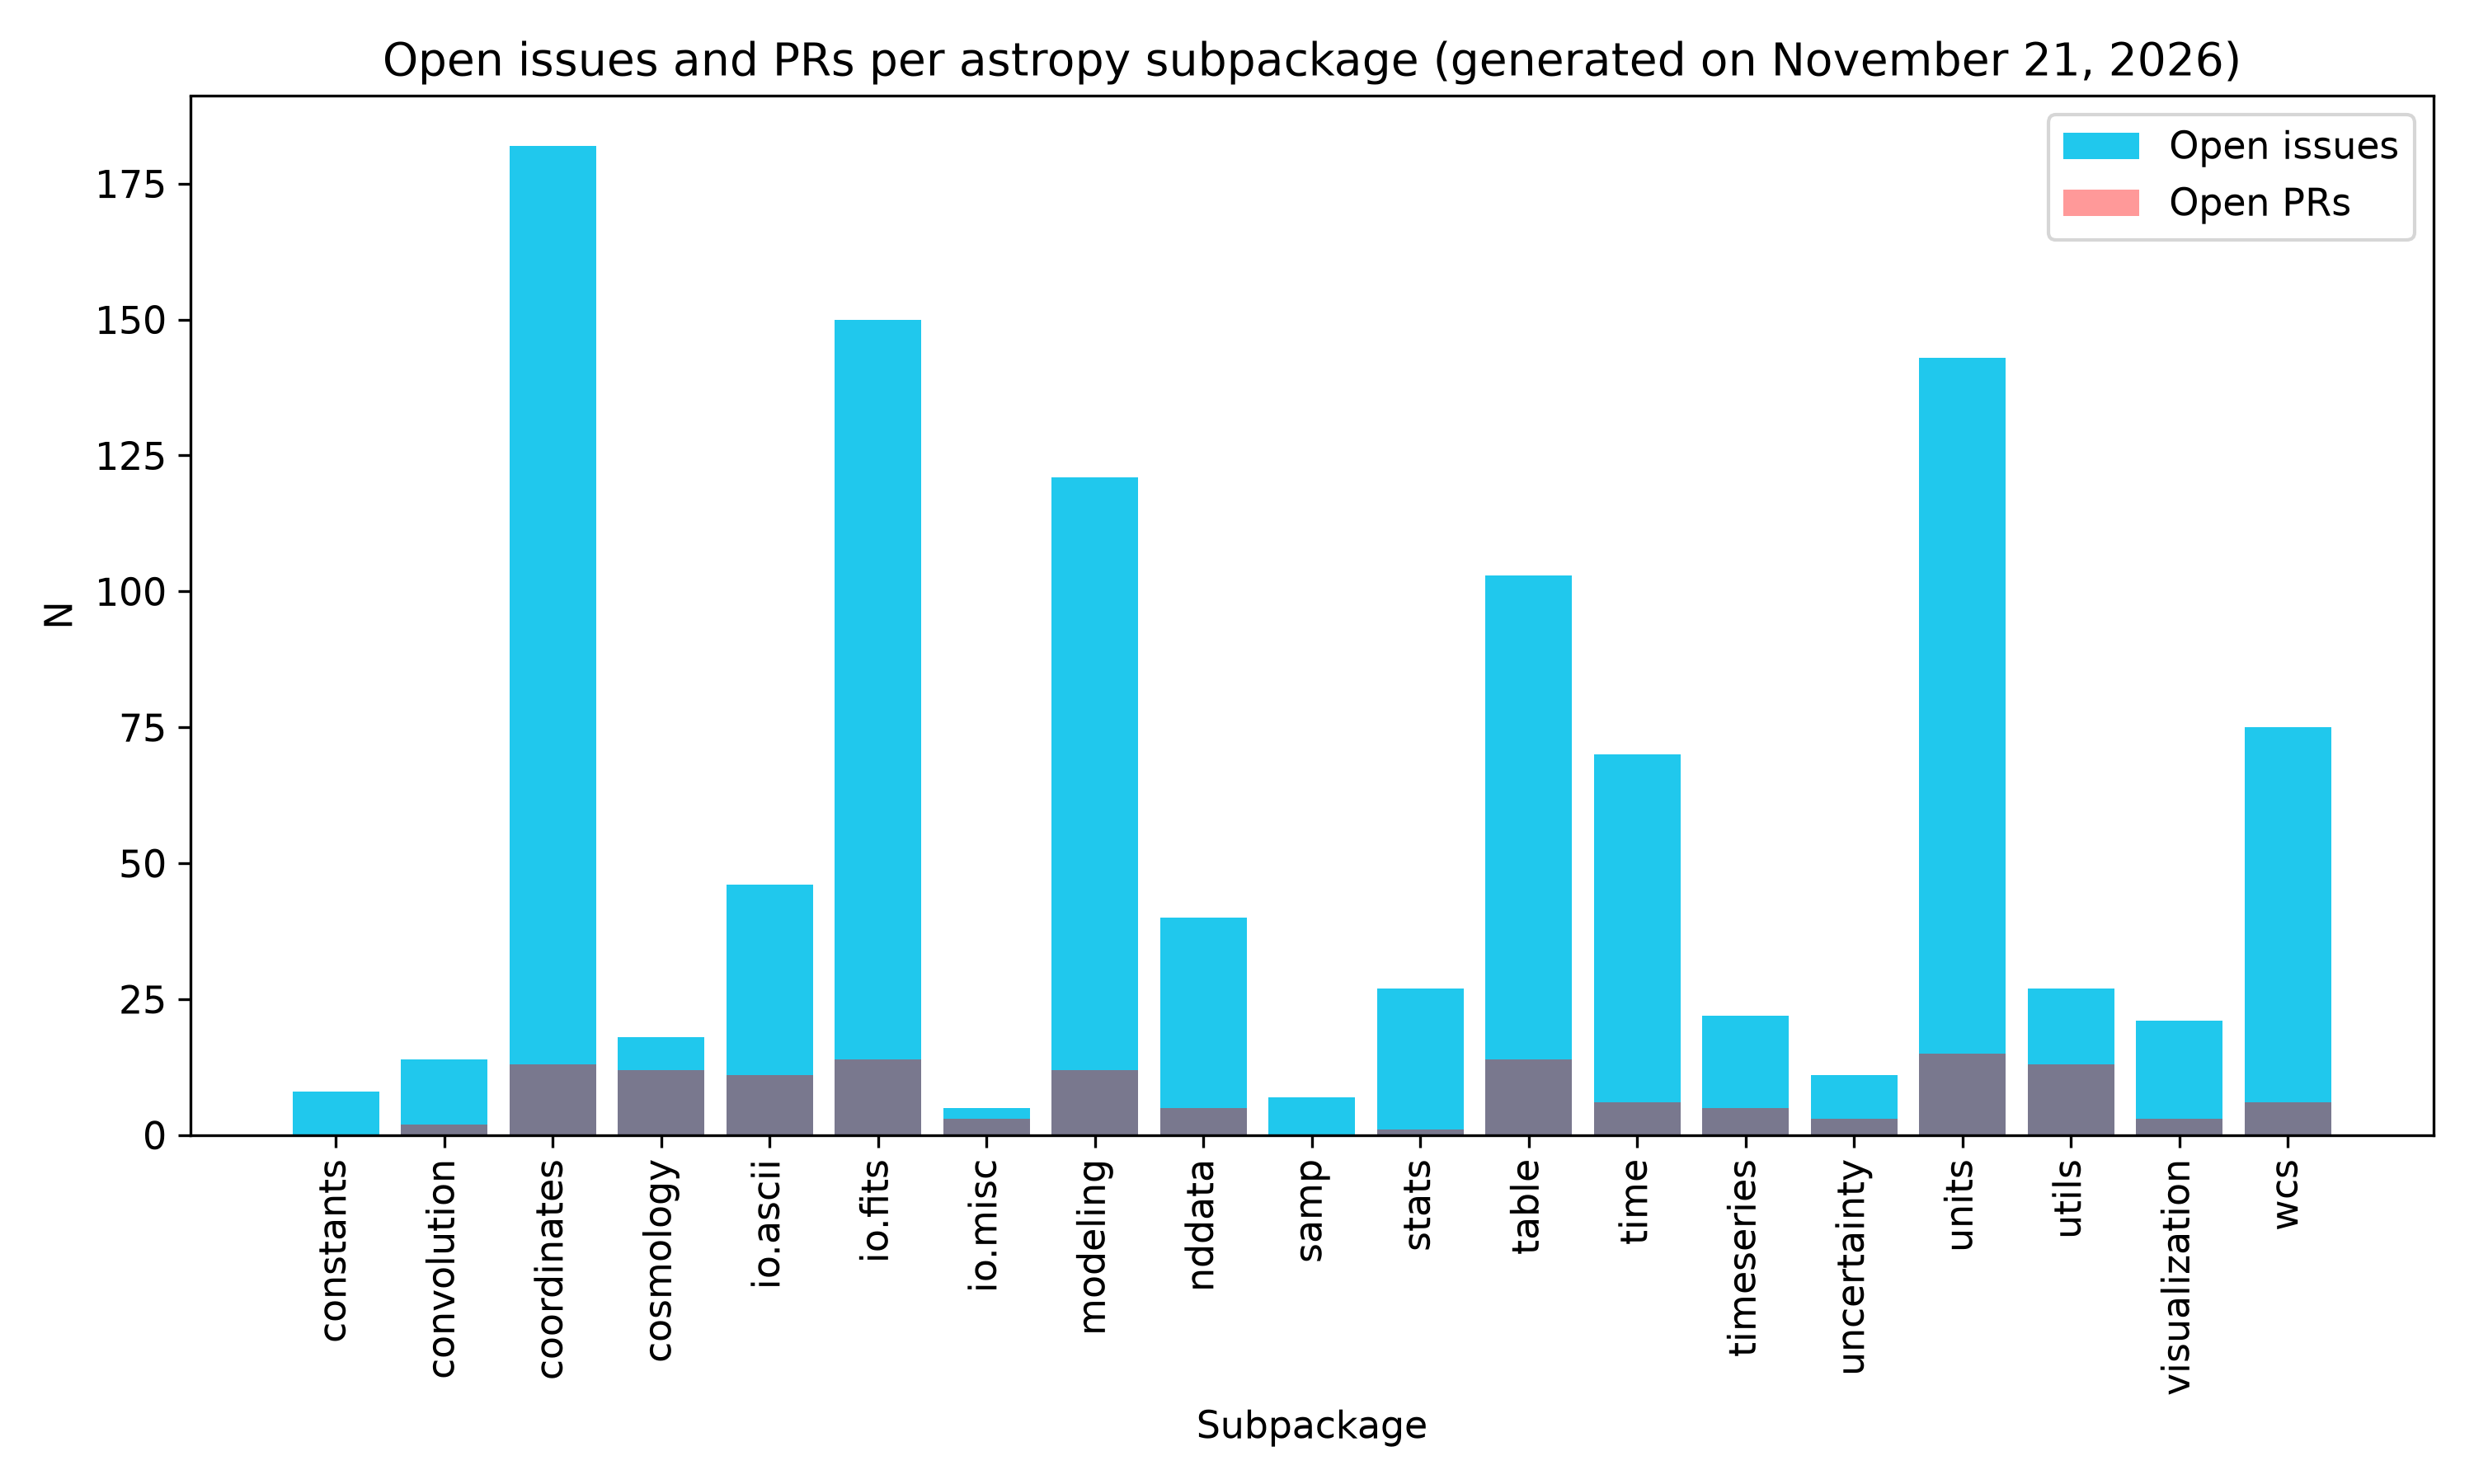 Open issues and PRs per astropy subpackage (generated on November 21, 2026)
Open issues
Open PRs
N
175
150
125
100
75
50
25
0
constants
convolution
coordinates
cosmology
io.ascii
io.fits
io.misc
modeling
nddata
samp
stats
table
time
timeseries
uncertainty
units
utils
visualization
wcs
Subpackage